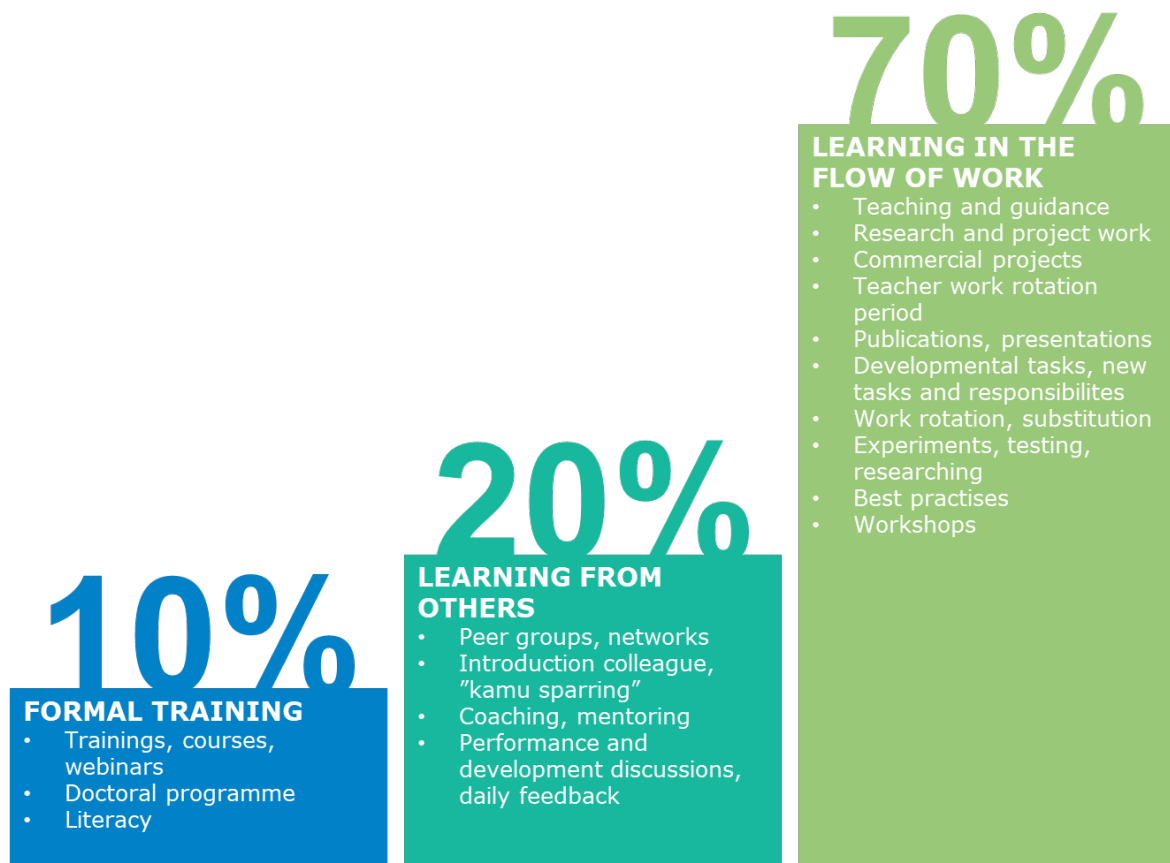 10%
FORMAL TRAINING
• Trainings, courses,
webinars
• Doctoral programme
• Literacy
20%
LEARNING FROM
OTHERS
• Peer groups, networks
• Introduction colleague,
”kamu sparring”
• Coaching, mentoring
• Performance and
development discussions,
daily feedback
70%
LEARNING IN THE
FLOW OF WORK
• Teaching and guidance
• Research and project work
• Commercial projects
• Teacher work rotation
period
• Publications, presentations
• Developmental tasks, new
tasks and responsibilites
• Work rotation, substitution
• Experiments, testing,
researching
• Best practises
• Workshops